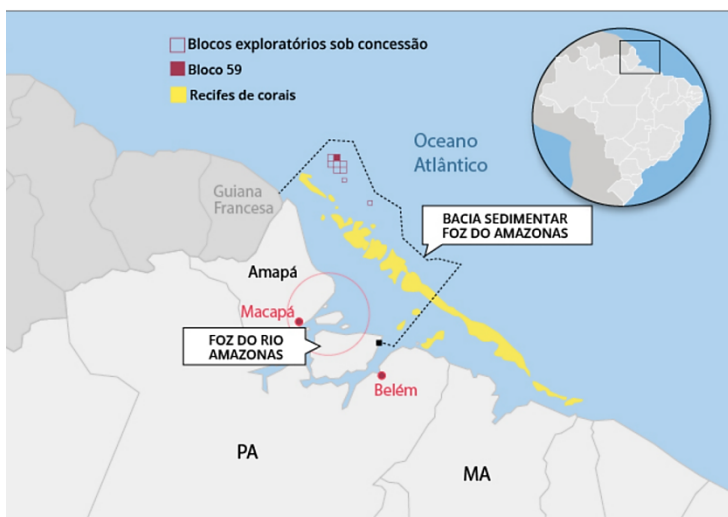 Blocos exploratórios sob concessão
Bloco 59
Recifes de corais
Oceano
Atlântico
Guiana
Francesa
BACIA SEDIMENTAR
FOZ DO AMAZONAS
Amapá
Macapá
FOZ DO RIO
AMAZONAS
Belém
PA
MA